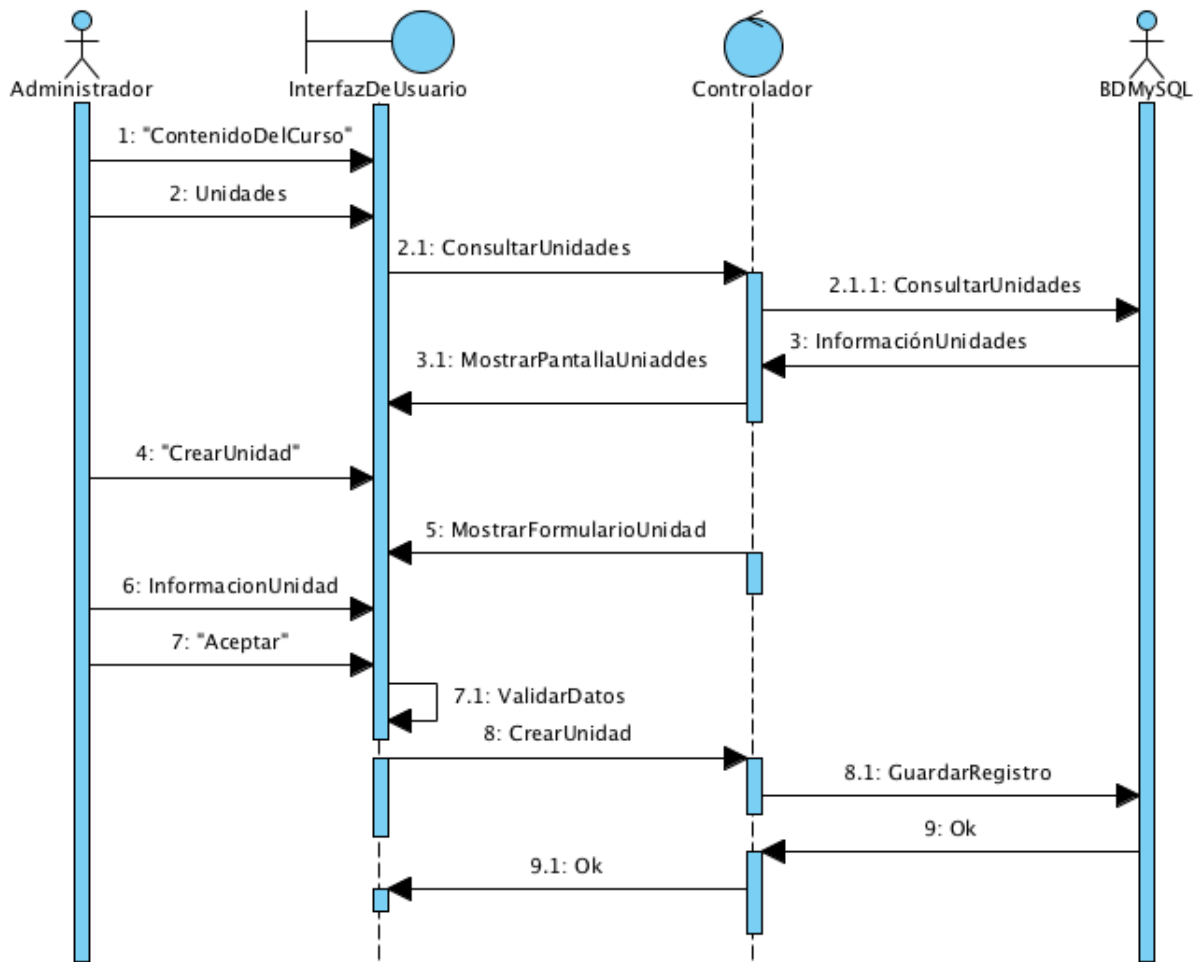 Administrador
InterfazDeUsuario
Controlador
BDMySQL
1: "ContenidoDelCurso"
2: Unidades
2.1: ConsultarUnidades
2.1.1: ConsultarUnidades
3: InformaciónUnidades
3.1: MostrarPantallaUniaddes
4: "CrearUnidad"
5: MostrarFormularioUnidad
6: InformacionUnidad
7: "Aceptar"
7.1: ValidarDatos
8: CrearUnidad
8.1: GuardarRegistro
9: Ok
9.1: Ok